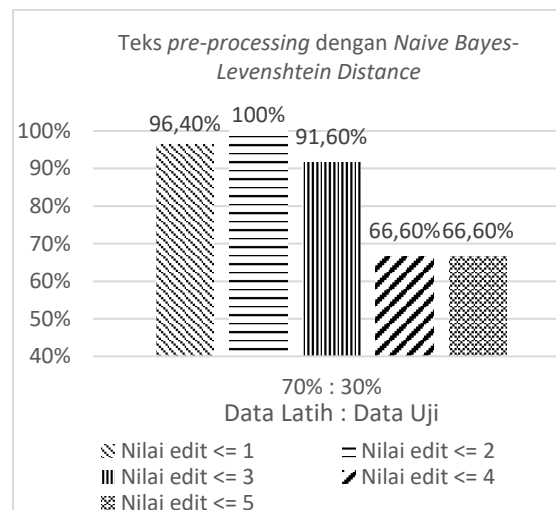 Teks pre-processing dengan Naive Bayes-
Levenshtein Distance
96,40%
100%
91,60%
66,60%
66,60%
100%
90%
80%
70%
60%
50%
40%
70% : 30%
Data Latih : Data Uji
Nilai edit <= 1
Nilai edit <= 2
Nilai edit <= 3
Nilai edit <= 4
Nilai edit <= 5